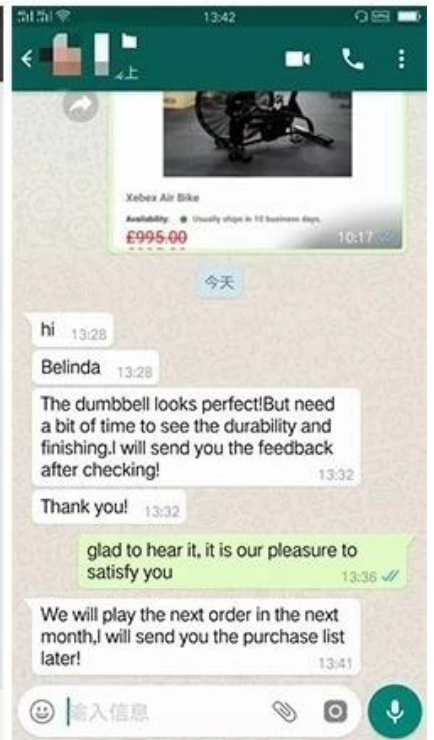 13:42
上
Xebex Air Bike
Availability: Usually ships in 10 business days.
£995.00
10:17
今天
hi 13:28
Belinda 13:28
The dumbbell looks perfect!But need
a bit of time to see the durability and
finishing.I will send you the feedback
after checking!
13:32
Thank you! 13:32
glad to hear it, it is our pleasure to
satisfy you
13:36
We will play the next order in the next
month,I will send you the purchase list
later!
13:41
输入信息